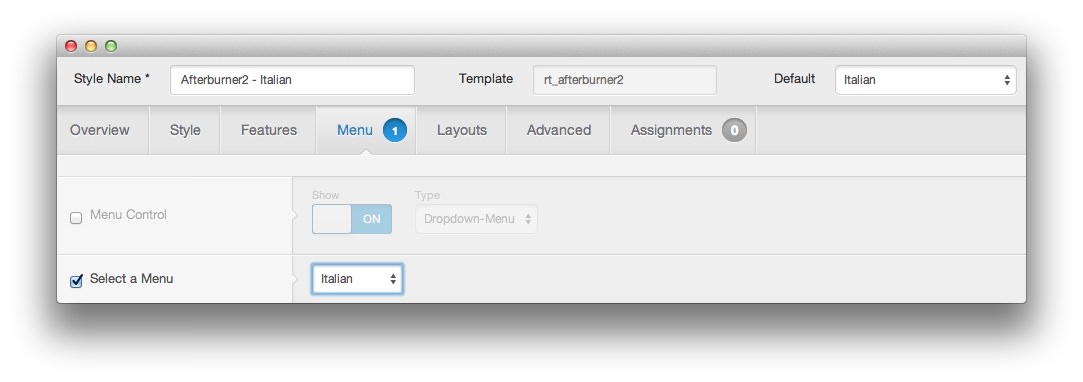 Style Name * Afterburner2 - Italian Template rt_afterburner2 Default Italian
Overview Style Features Menu 1 Layouts Advanced Assignments 0
Show Type
Menu Control ON Dropdown-Menu
Select a Menu Italian